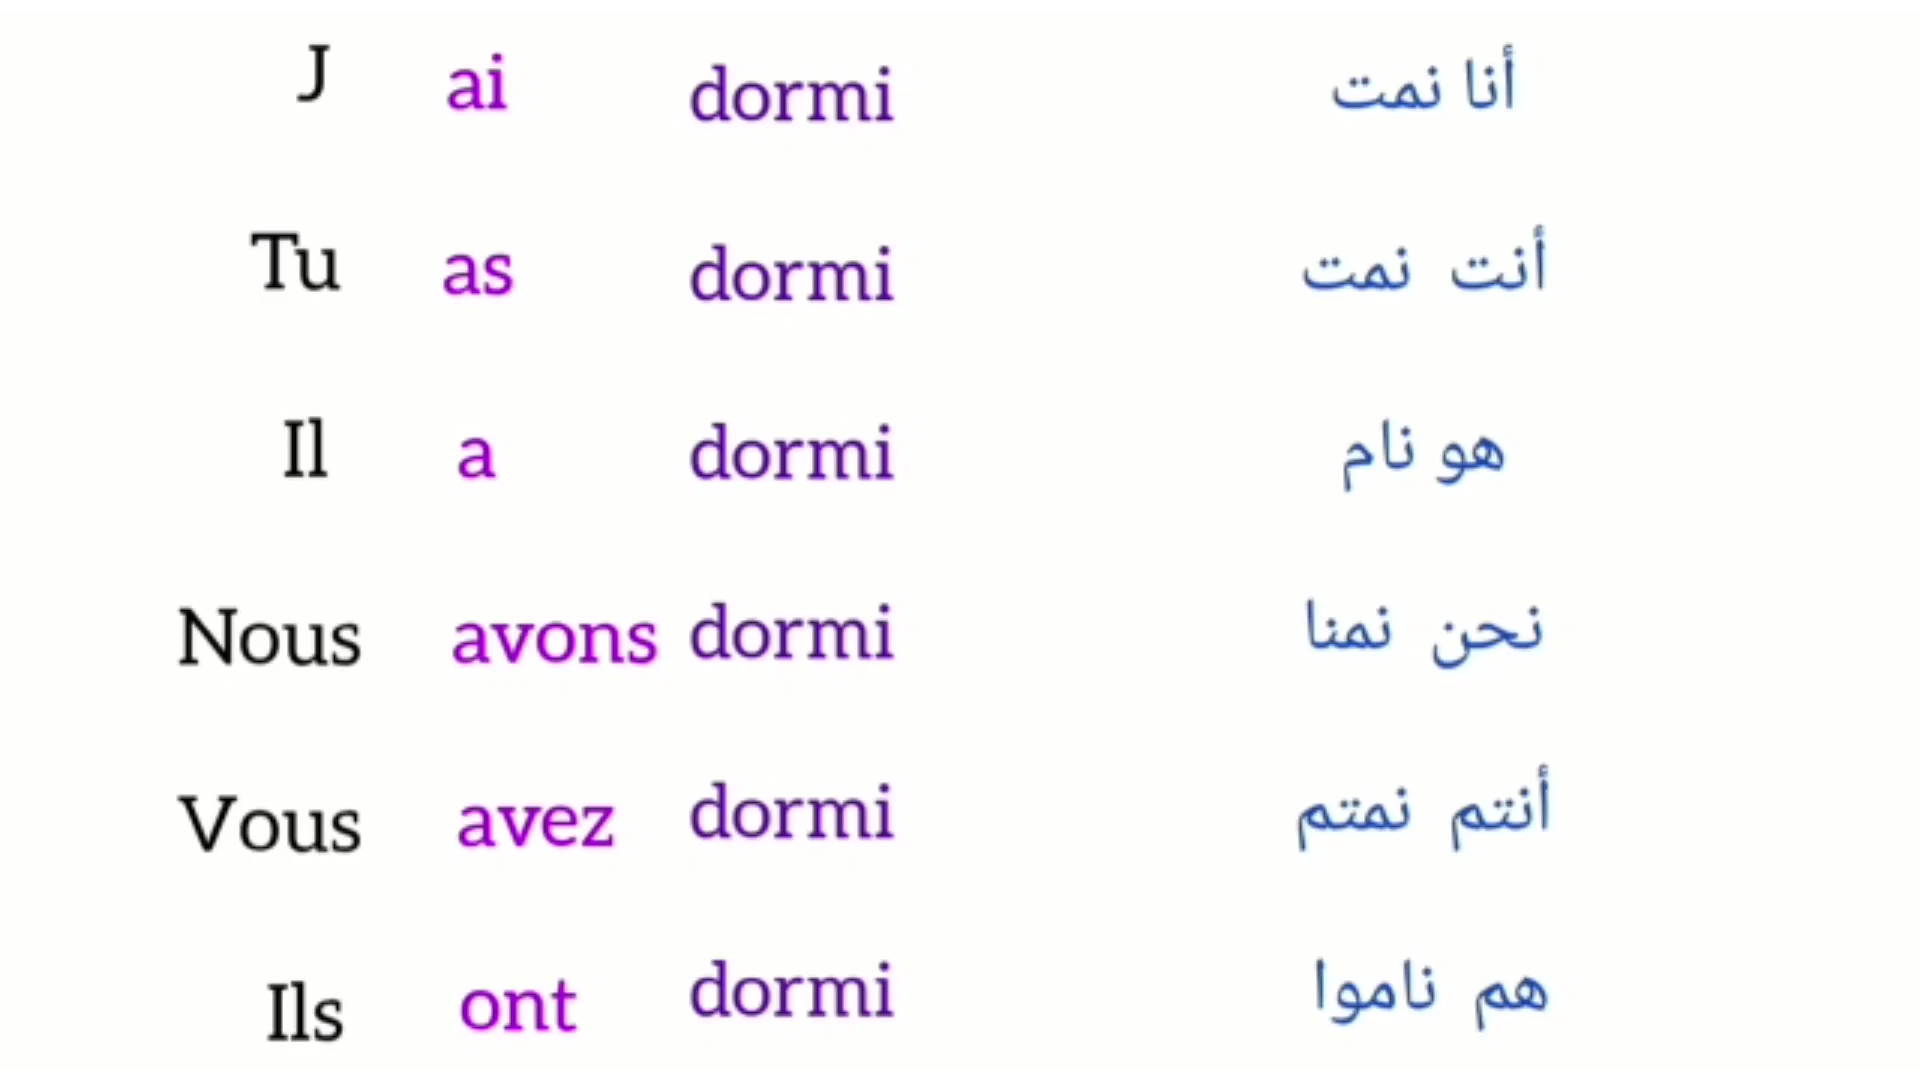 J ai dormi أنا نمت
Tu as dormi أنت نمت
Il a dormi هو نام
Nous avons dormi نحن نمنا
Vous avez dormi أنتم نمتم
Ils ont dormi هم ناموا